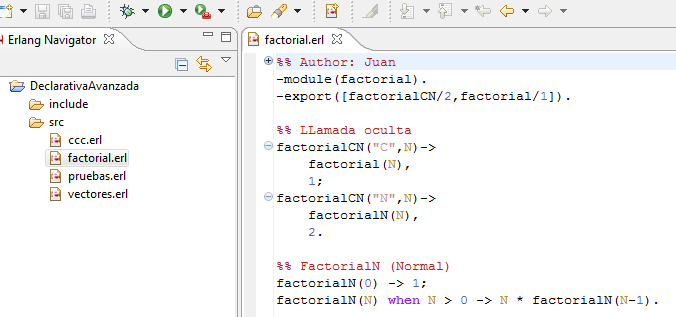 Erlang Navigator
DeclarativaAvanzada
include
src
ccc.erl
factorial.erl
pruebas.erl
vectores.erl
factorial.erl
%% Author: Juan
-module(factorial).
-export([factorialCN/2,factorial/1]).
%% LLamada oculta
factorialCN("C",N)->
factorial(N),
1;
factorialCN("N",N)->
factorialN(N),
2.
%% FactorialN (Normal)
factorialN(0) -> 1;
factorialN(N) when N > 0 -> N * factorialN(N-1).